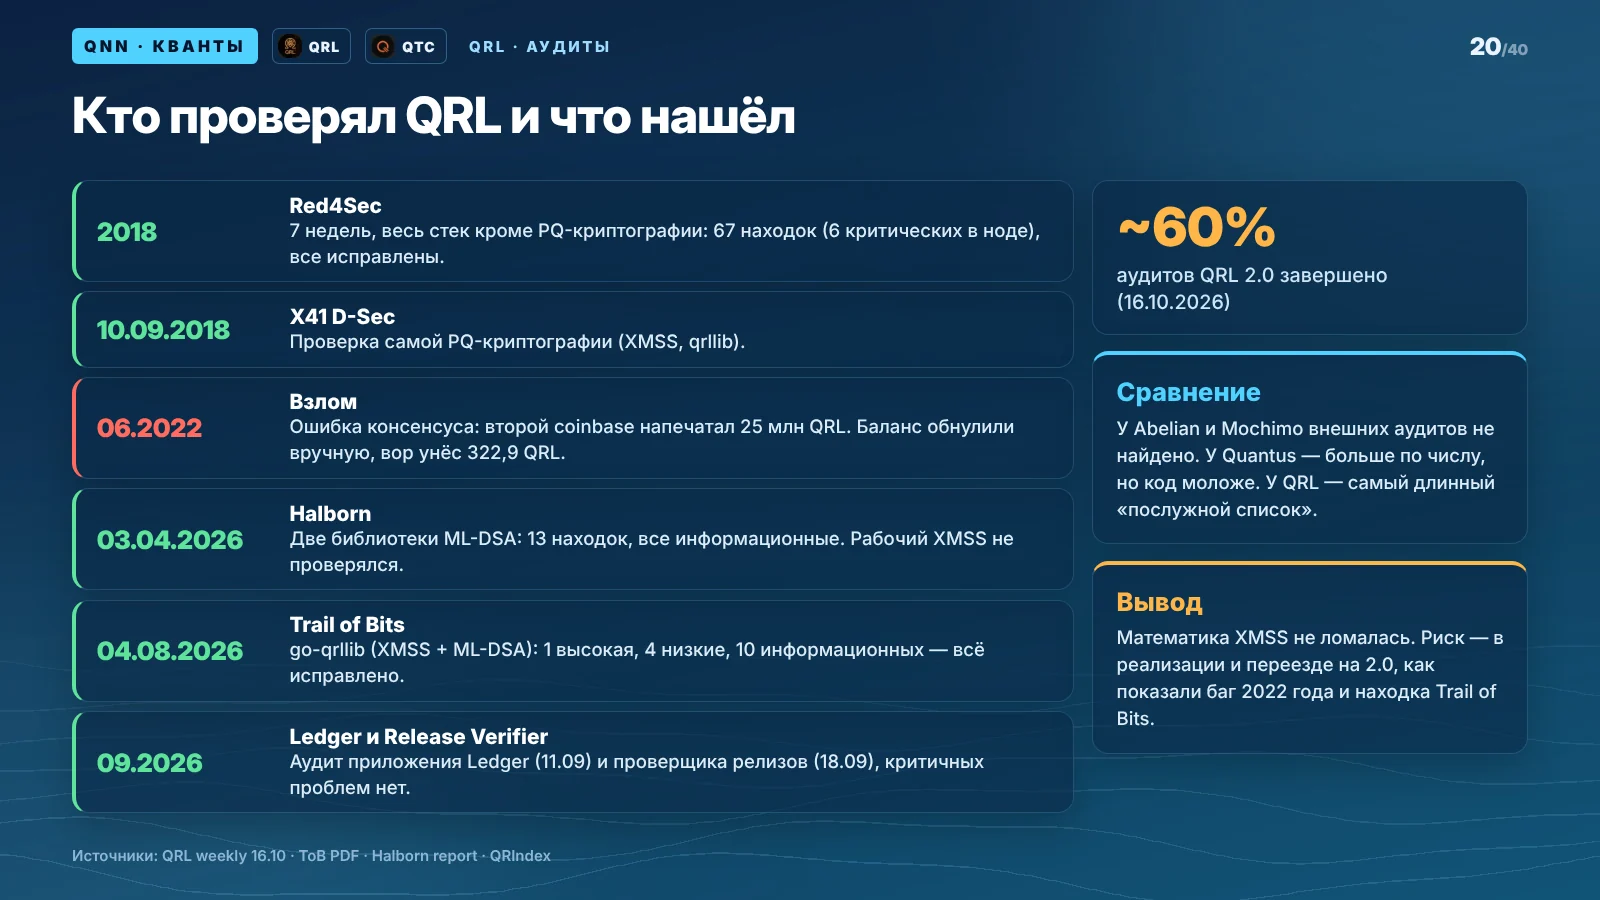 QNN · КВАНТЫ
QRL
QTC
QRL · АУДИТЫ
20/40
Кто проверял QRL и что нашёл
2018
Red4Sec
7 недель, весь стек кроме PQ-криптографии: 67 находок (6 критических в ноде),
все исправлены.
10.09.2018
X41 D-Sec
Проверка самой PQ-криптографии (XMSS, qrllib).
06.2022
Взлом
Ошибка консенсуса: второй coinbase напечатал 25 млн QRL. Баланс обнулили
вручную, вор унёс 322,9 QRL.
03.04.2026
Halborn
Две библиотеки ML-DSA: 13 находок, все информационные. Рабочий XMSS не
проверялся.
04.08.2026
Trail of Bits
go-qrllib (XMSS + ML-DSA): 1 высокая, 4 низкие, 10 информационных — всё
исправлено.
09.2026
Ledger и Release Verifier
Аудит приложения Ledger (11.09) и проверщика релизов (18.09), критичных
проблем нет.
~60%
аудитов QRL 2.0 завершено
(16.10.2026)
Сравнение
У Abelian и Mochimo внешних аудитов не
найдено. У Quantus — больше по числу,
но код моложе. У QRL — самый длинный
«послужной список».
Вывод
Математика XMSS не ломалась. Риск — в
реализации и переезде на 2.0, как
показали баг 2022 года и находка Trail of
Bits.
Источники: QRL weekly 16.10 · ToB PDF · Halborn report · QRIndex